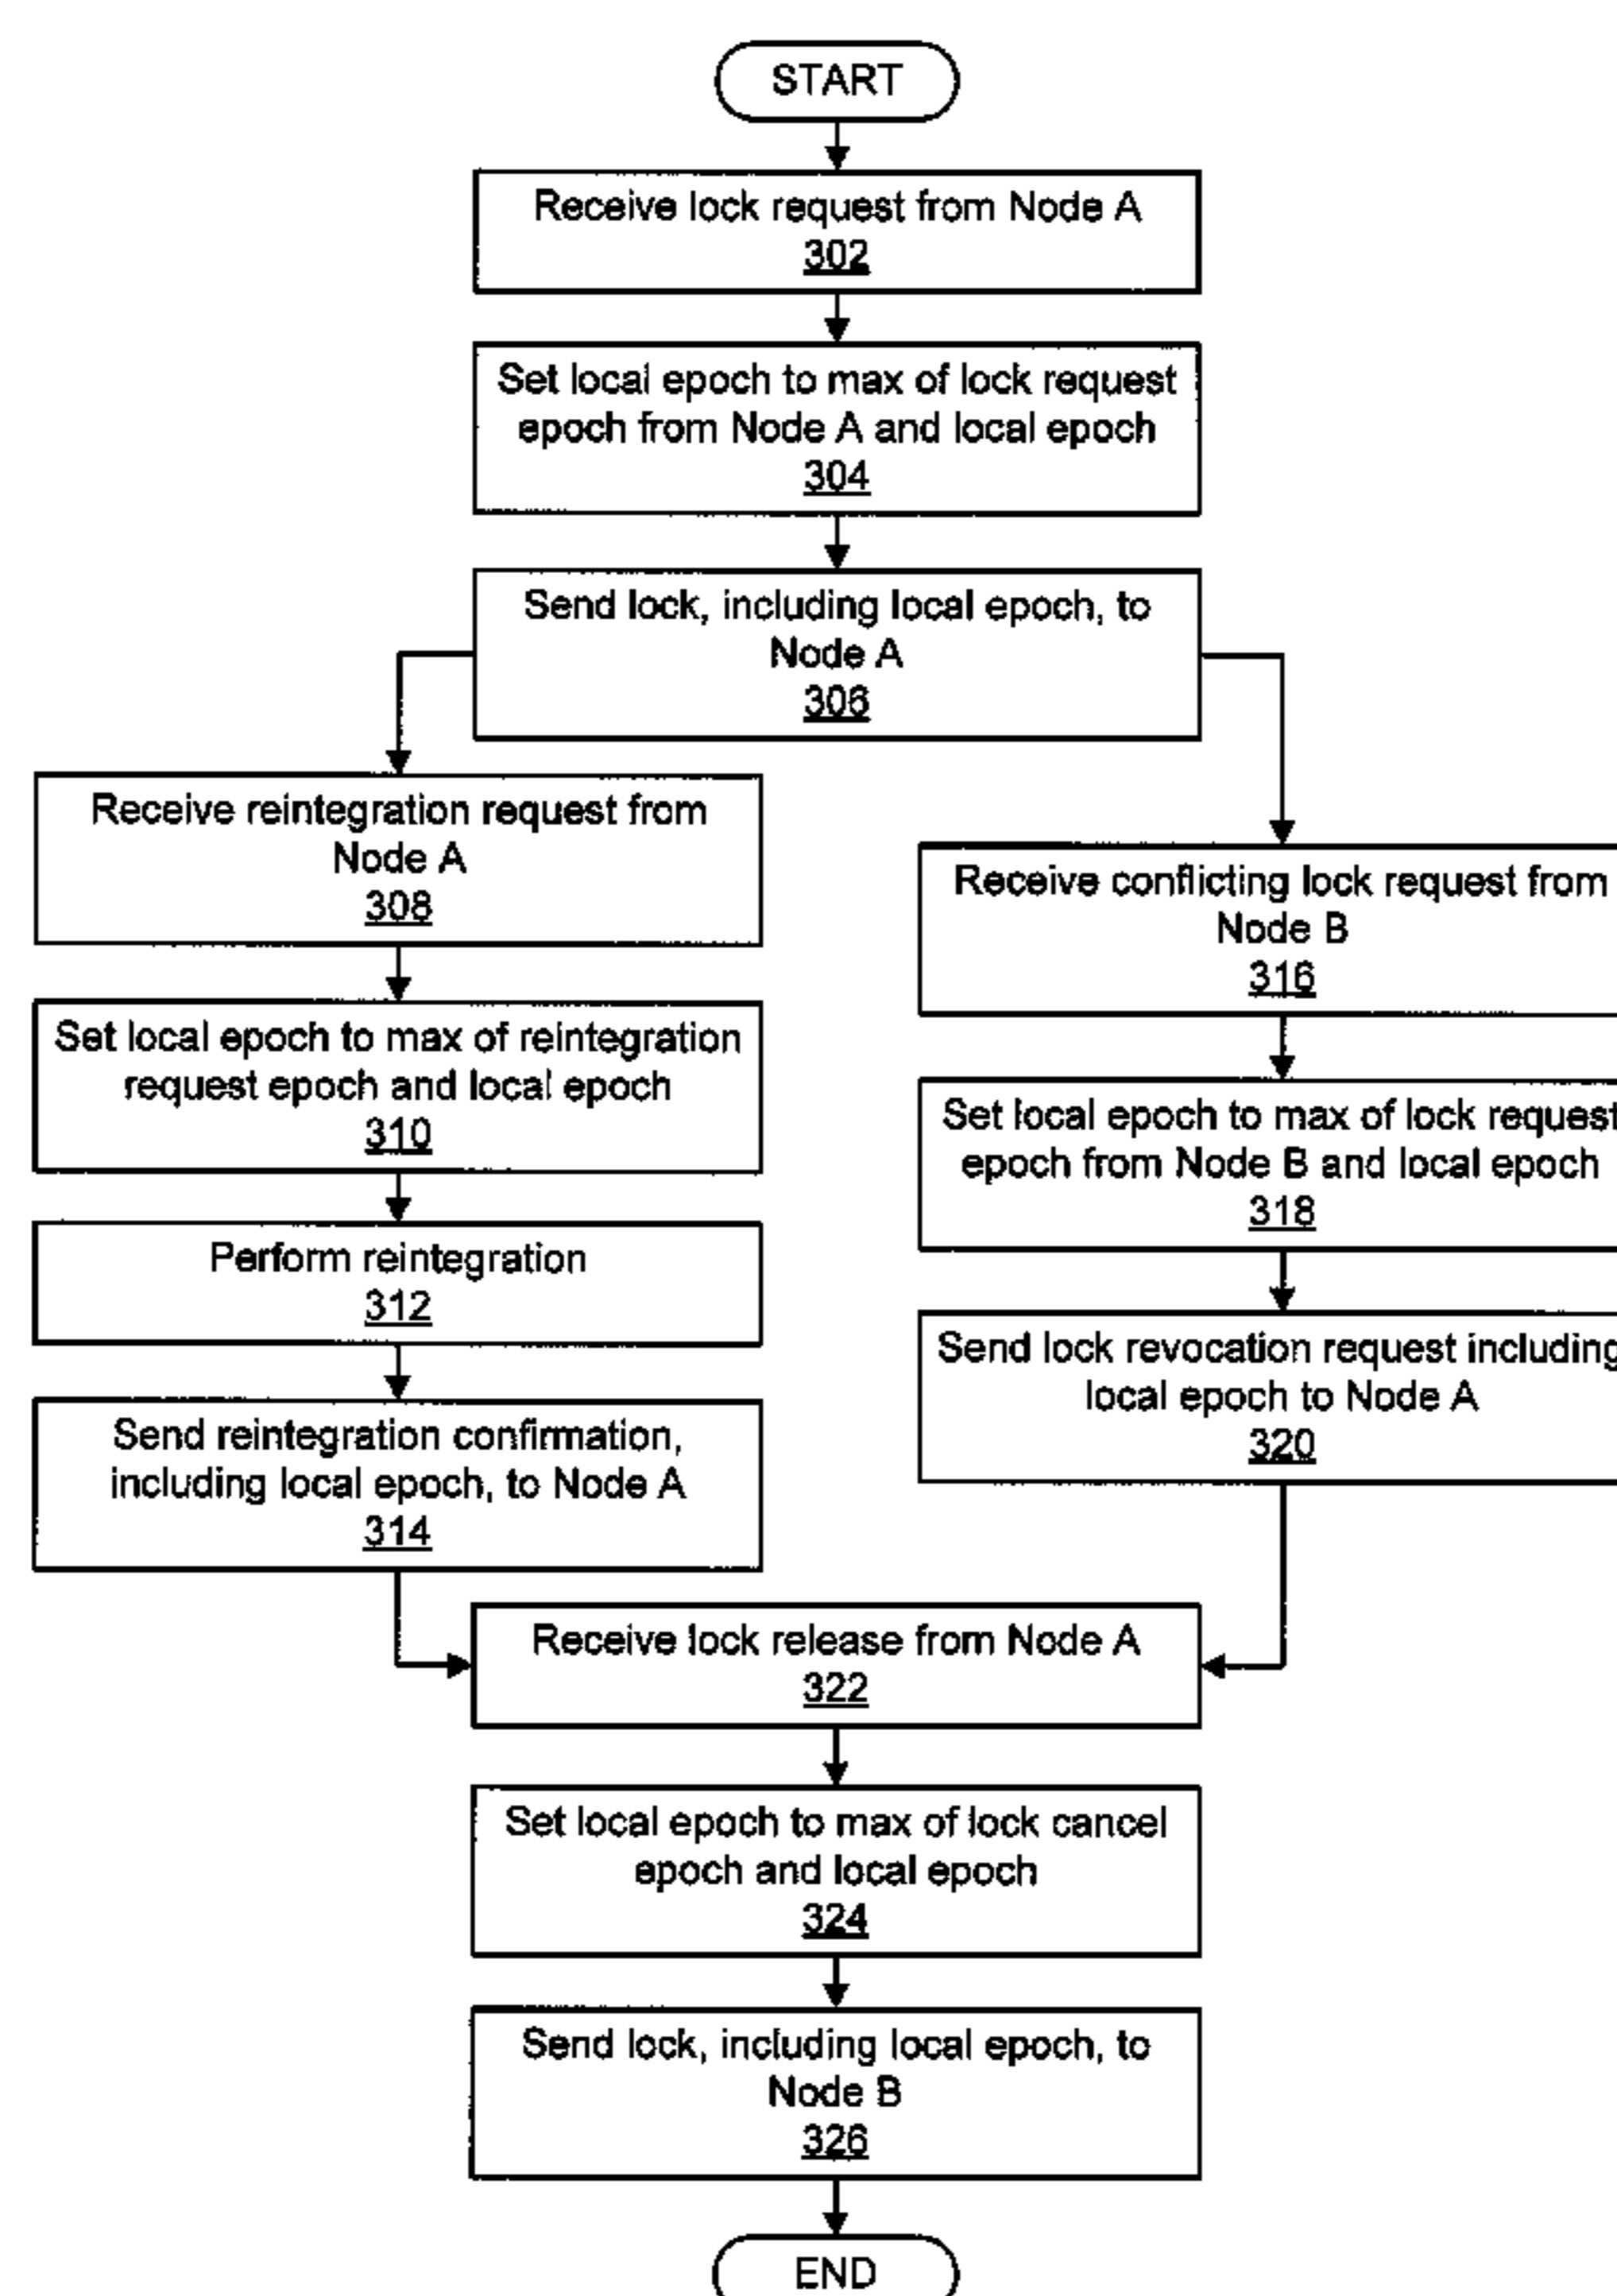 START
Receive lock request from Node A
302
Set local epoch to max of lock request
epoch from Node A and local epoch
304
Send lock, including local epoch, to
Node A
306
Receive reintegration request from
Node A
308
Set local epoch to max of reintegration
request epoch and local epoch
310
Perform reintegration
312
Send reintegration confirmation,
including local epoch, to Node A
314
Receive conflicting lock request from
Node B
316
Set local epoch to max of lock request
epoch from Node B and local epoch
318
Send lock revocation request including
local epoch to Node A
320
Receive lock release from Node A
322
Set local epoch to max of lock cancel
epoch and local epoch
324
Send lock, including local epoch, to
Node B
326
END